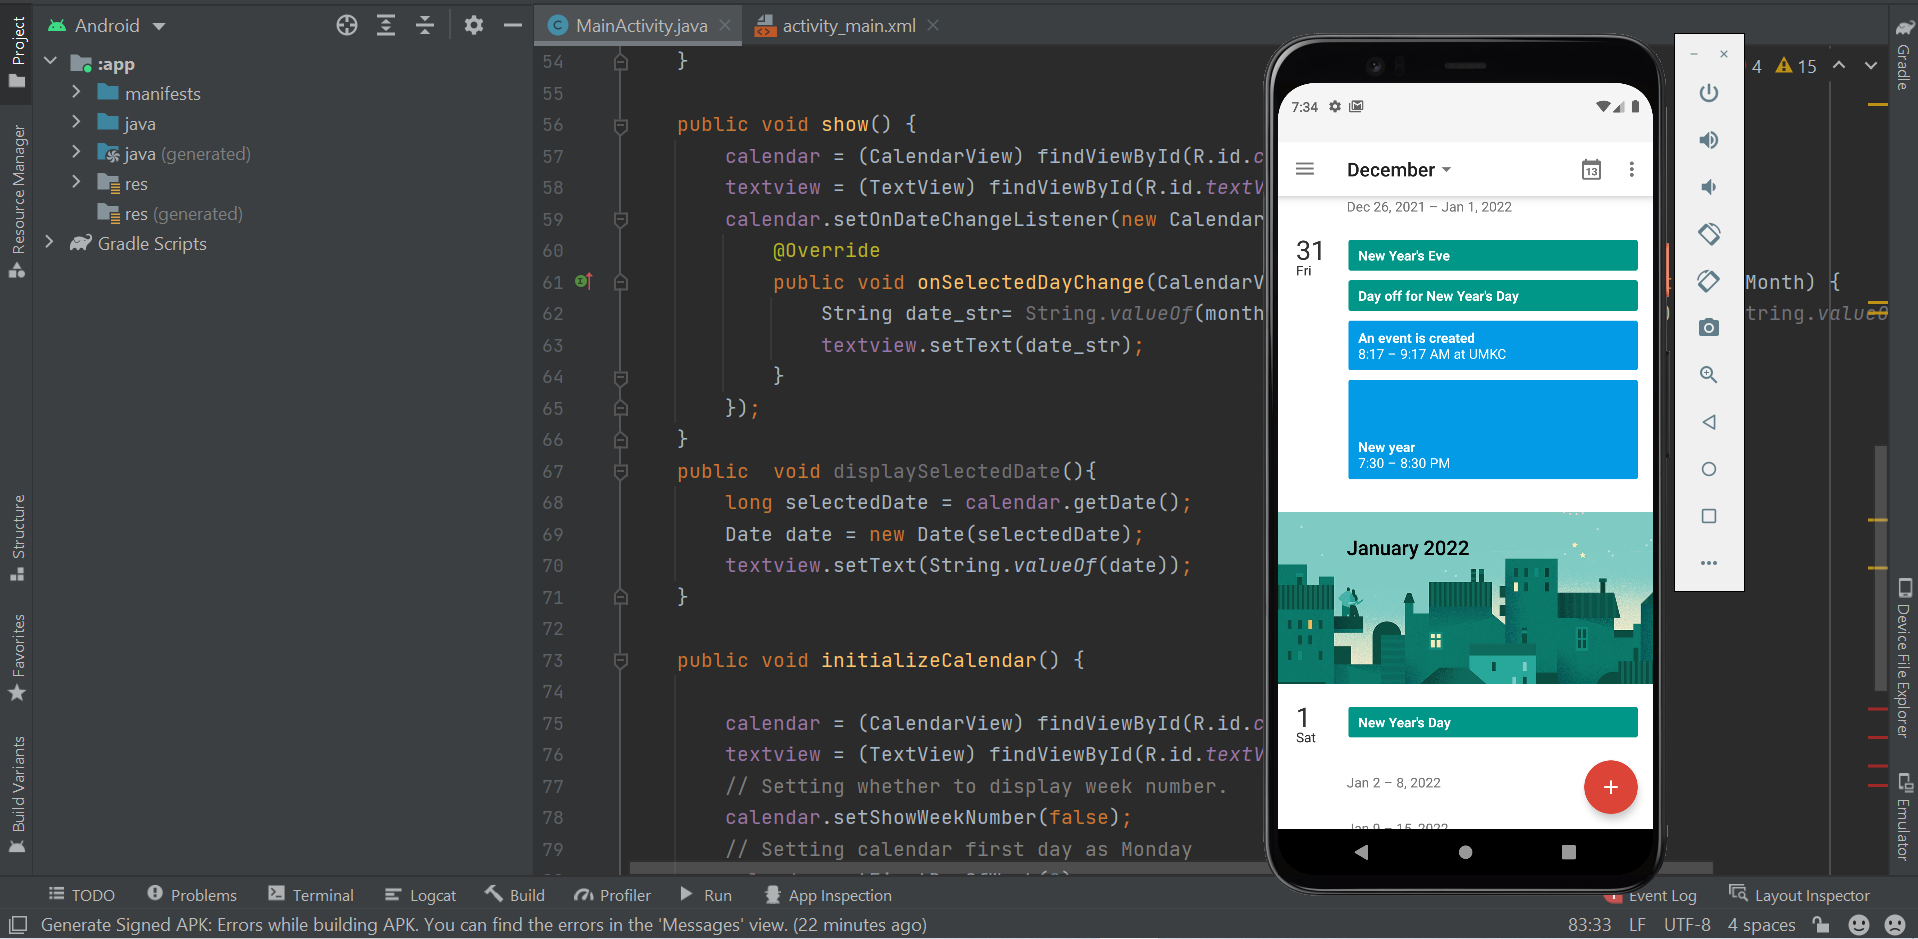 Android
MainActivity.java
activity_main.xml
Project
Resource Manager
Structure
Favorites
Build Variants
:app
manifests
java
java (generated)
res
res (generated)
Gradle Scripts
4 15
Gradle
Device File Explorer
Emulator
54 }
55
56 public void show() {
57 calendar = (CalendarView) findViewById(R.id.c
58 textview = (TextView) findViewById(R.id.textV
59 calendar.setOnDateChangeListener(new Calendar
60 @Override
61 public void onSelectedDayChange(CalendarV Month) {
62 String date_str= String.valueOf(month tring.value
63 textview.setText(date_str);
64 }
65 });
66 }
67 public void displaySelectedDate(){
68 long selectedDate = calendar.getDate();
69 Date date = new Date(selectedDate);
70 textview.setText(String.valueOf(date));
71 }
72
73 public void initializeCalendar() {
74
75 calendar = (CalendarView) findViewById(R.id.c
76 textview = (TextView) findViewById(R.id.textV
77 // Setting whether to display week number.
78 calendar.setShowWeekNumber(false);
79 // Setting calendar first day as Monday
7:34
December
13
Dec 26, 2021 – Jan 1, 2022
31
Fri
New Year's Eve
Day off for New Year's Day
An event is created
8:17 – 9:17 AM at UMKC
New year
7:30 – 8:30 PM
January 2022
1
Sat
New Year's Day
Jan 2 – 8, 2022
Jan 9 – 15, 2022
TODO
Problems
Terminal
Logcat
Build
Profiler
Run
App Inspection
Event Log
Layout Inspector
Generate Signed APK: Errors while building APK. You can find the errors in the 'Messages' view. (22 minutes ago)
83:33 LF UTF-8 4 spaces